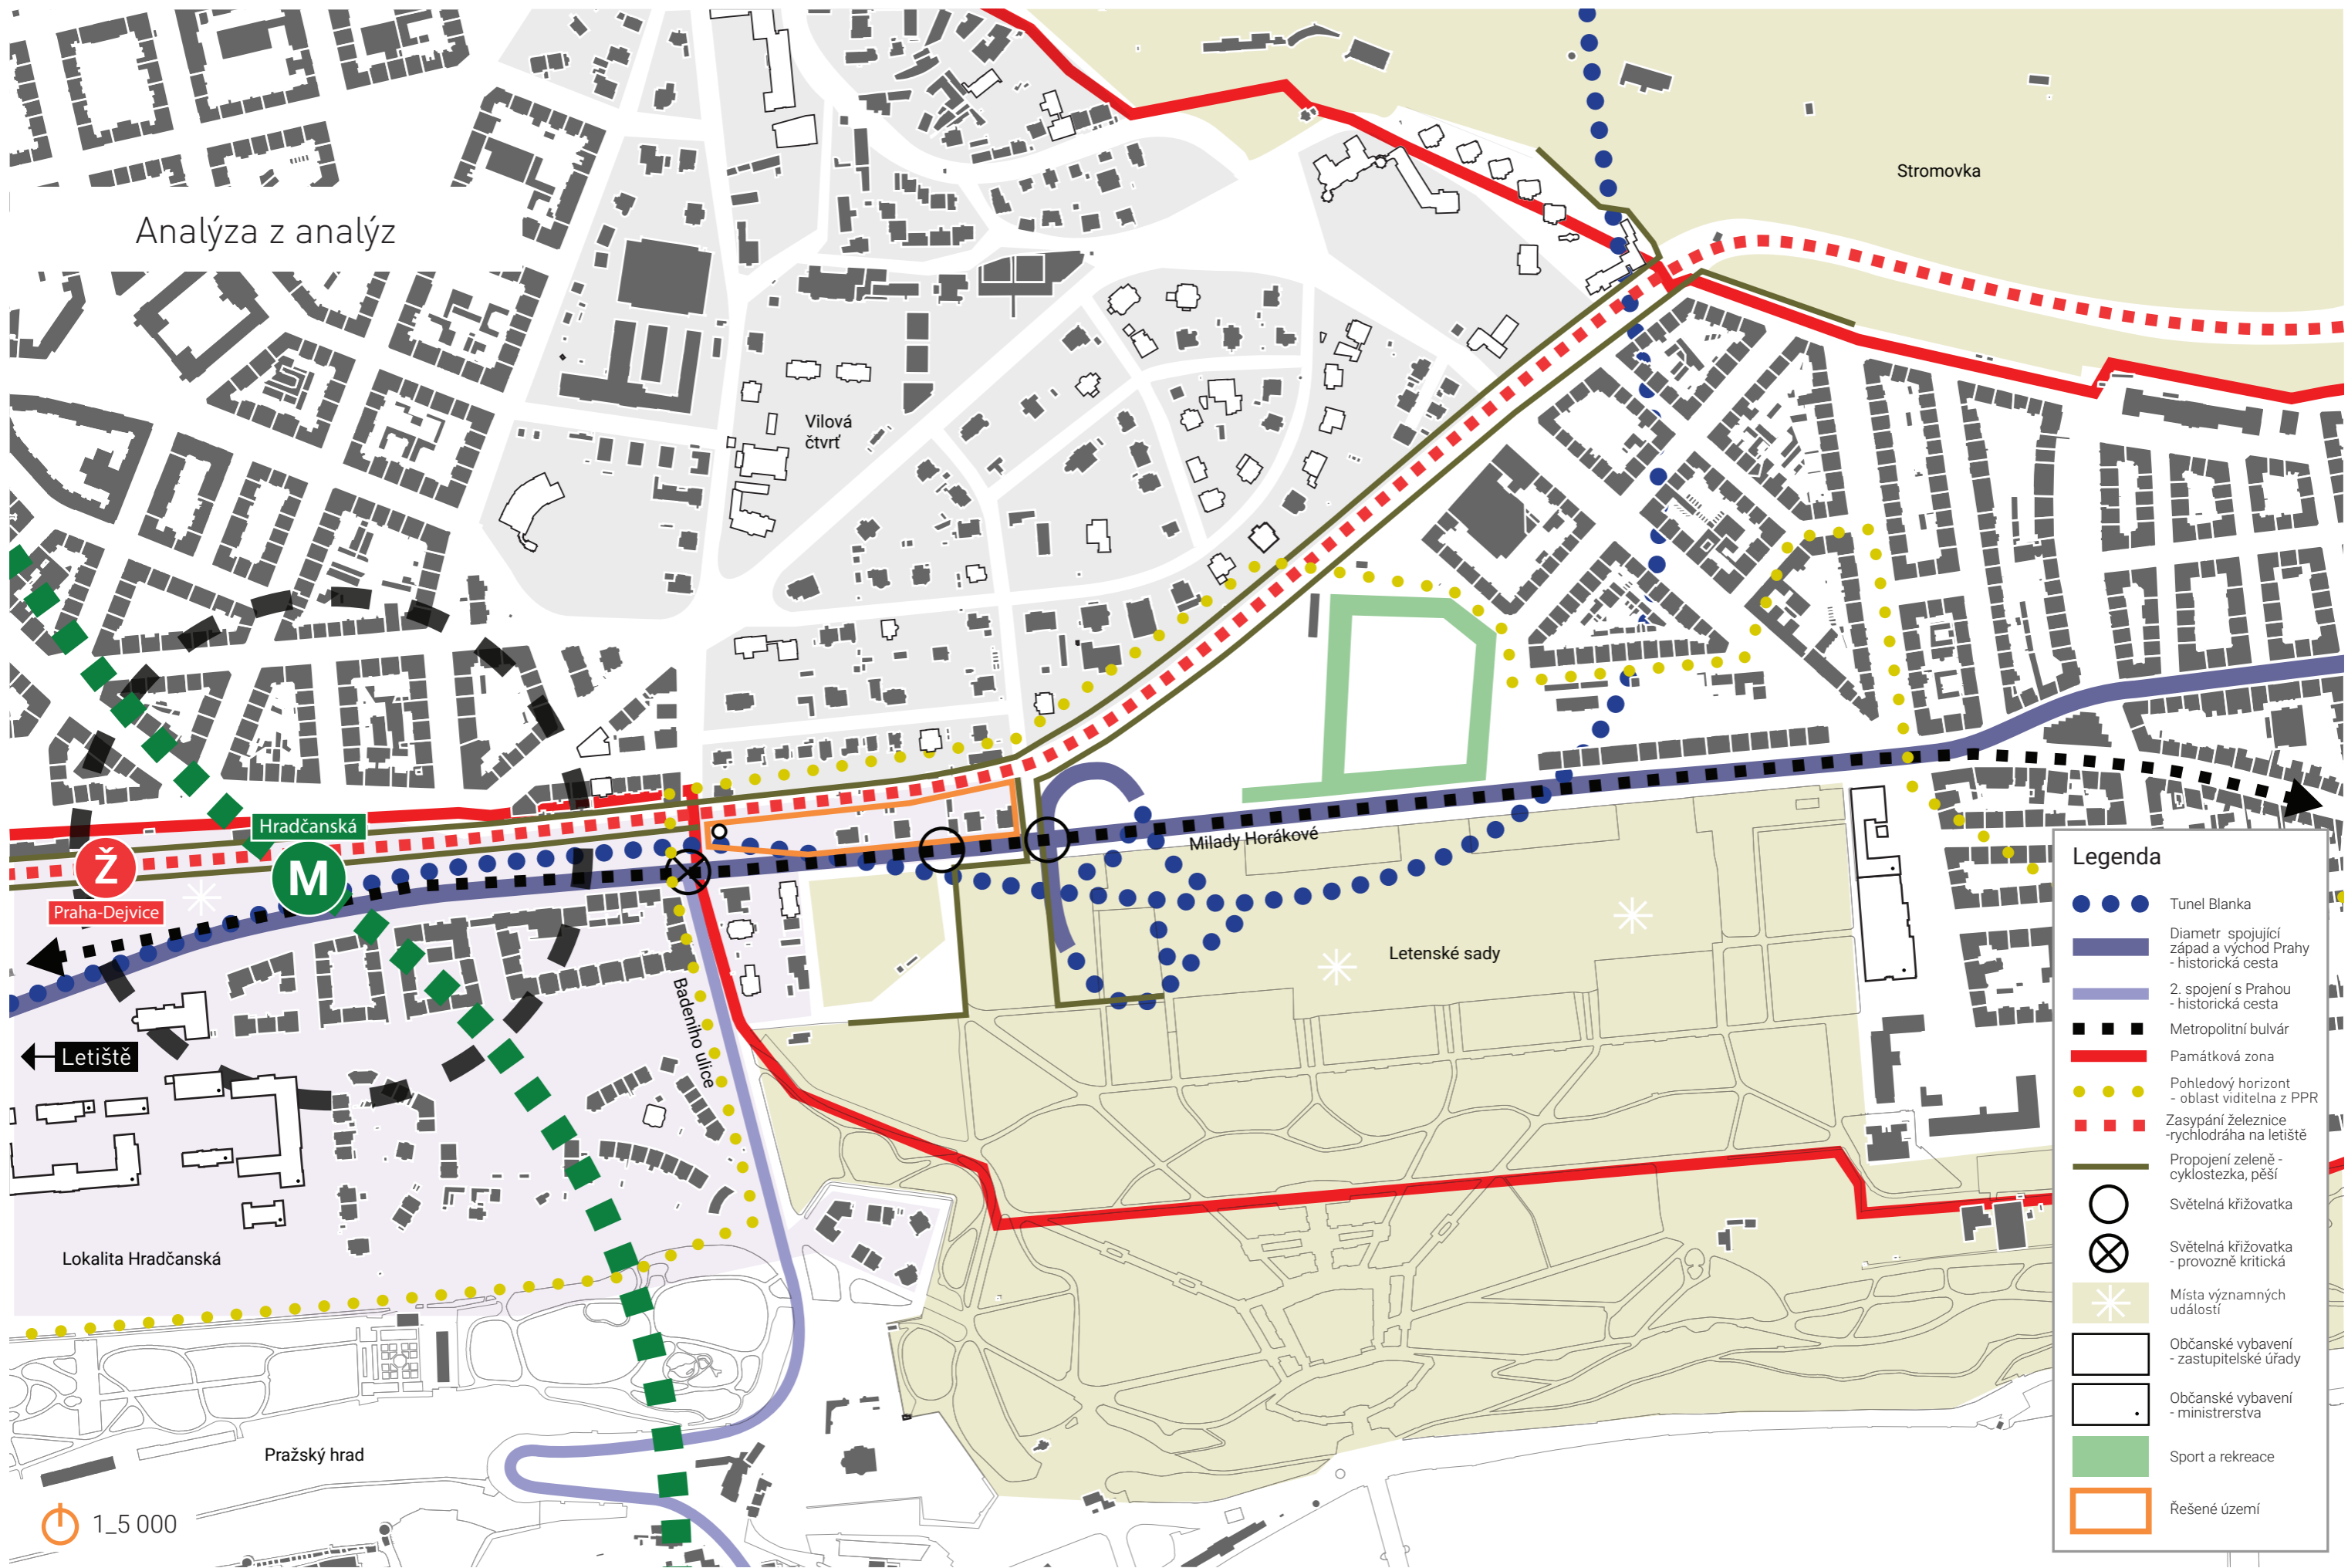 Analýza z analýz
Stromovka
Vilová
čtvrť
Hradčanská
M
Ž
Praha-Dejvice
Milady Horákové
Letenské sady
Badeniho ulice
Letiště
Lokalita Hradčanská
Pražský hrad
1_5 000
Legenda
Tunel Blanka
Diametr spojující
západ a východ Prahy
- historická cesta
2. spojení s Prahou
- historická cesta
Metropolitní bulvár
Památková zona
Pohledový horizont
- oblast viditelna z PPR
Zasypání železnice
-rychlodráha na letiště
Propojení zeleně -
cyklostezka, pěší
Světelná křižovatka
Světelná křižovatka
- provozně kritická
Místa významných
událostí
Občanské vybavení
- zastupitelské úřady
Občanské vybavení
- ministrerstva
Sport a rekreace
Řešené území